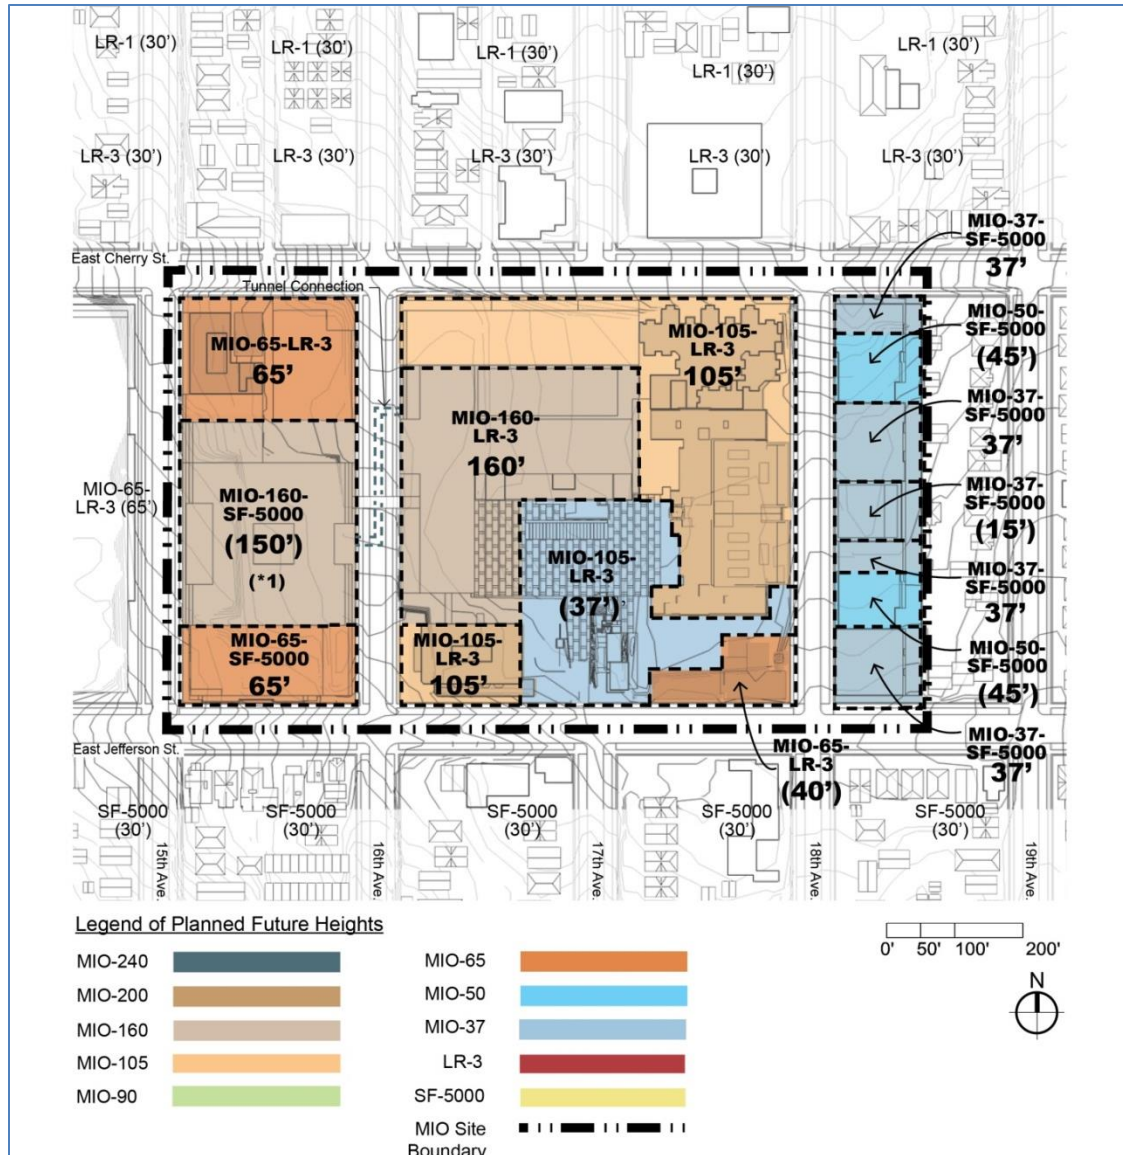 LR-1 (30')
LR-1 (30')
LR-1 (30')
LR-1 (30')
LR-1 (30')
LR-3 (30')
LR-3 (30')
LR-3 (30')
LR-3 (30')
LR-3 (30')
East Cherry St.
Tunnel Connection
MIO-37-
SF-5000
37'
MIO-50-
SF-5000
(45')
MIO-37-
SF-5000
37'
MIO-37-
SF-5000
(15')
MIO-37-
SF-5000
37'
MIO-50-
SF-5000
(45')
MIO-37-
SF-5000
37'
MIO-65-LR-3
65'
MIO-105-
LR-3
105'
MIO-160-
LR-3
160'
MIO-65-
LR-3 (65')
MIO-160-
SF-5000
(150')
(*1)
MIO-105-
LR-3
(37')
MIO-65-
SF-5000
65'
MIO-105-
LR-3
105'
MIO-65-
LR-3
(40')
East Jefferson St.
SF-5000
(30')
SF-5000
(30')
SF-5000
(30')
SF-5000
(30')
SF-5000
(30')
15th Ave.
16th Ave.
17th Ave.
18th Ave.
19th Ave.
Legend of Planned Future Heights
MIO-240
MIO-200
MIO-160
MIO-105
MIO-90
MIO-65
MIO-50
MIO-37
LR-3
SF-5000
MIO Site
Boundary
0' 50' 100' 200'
N